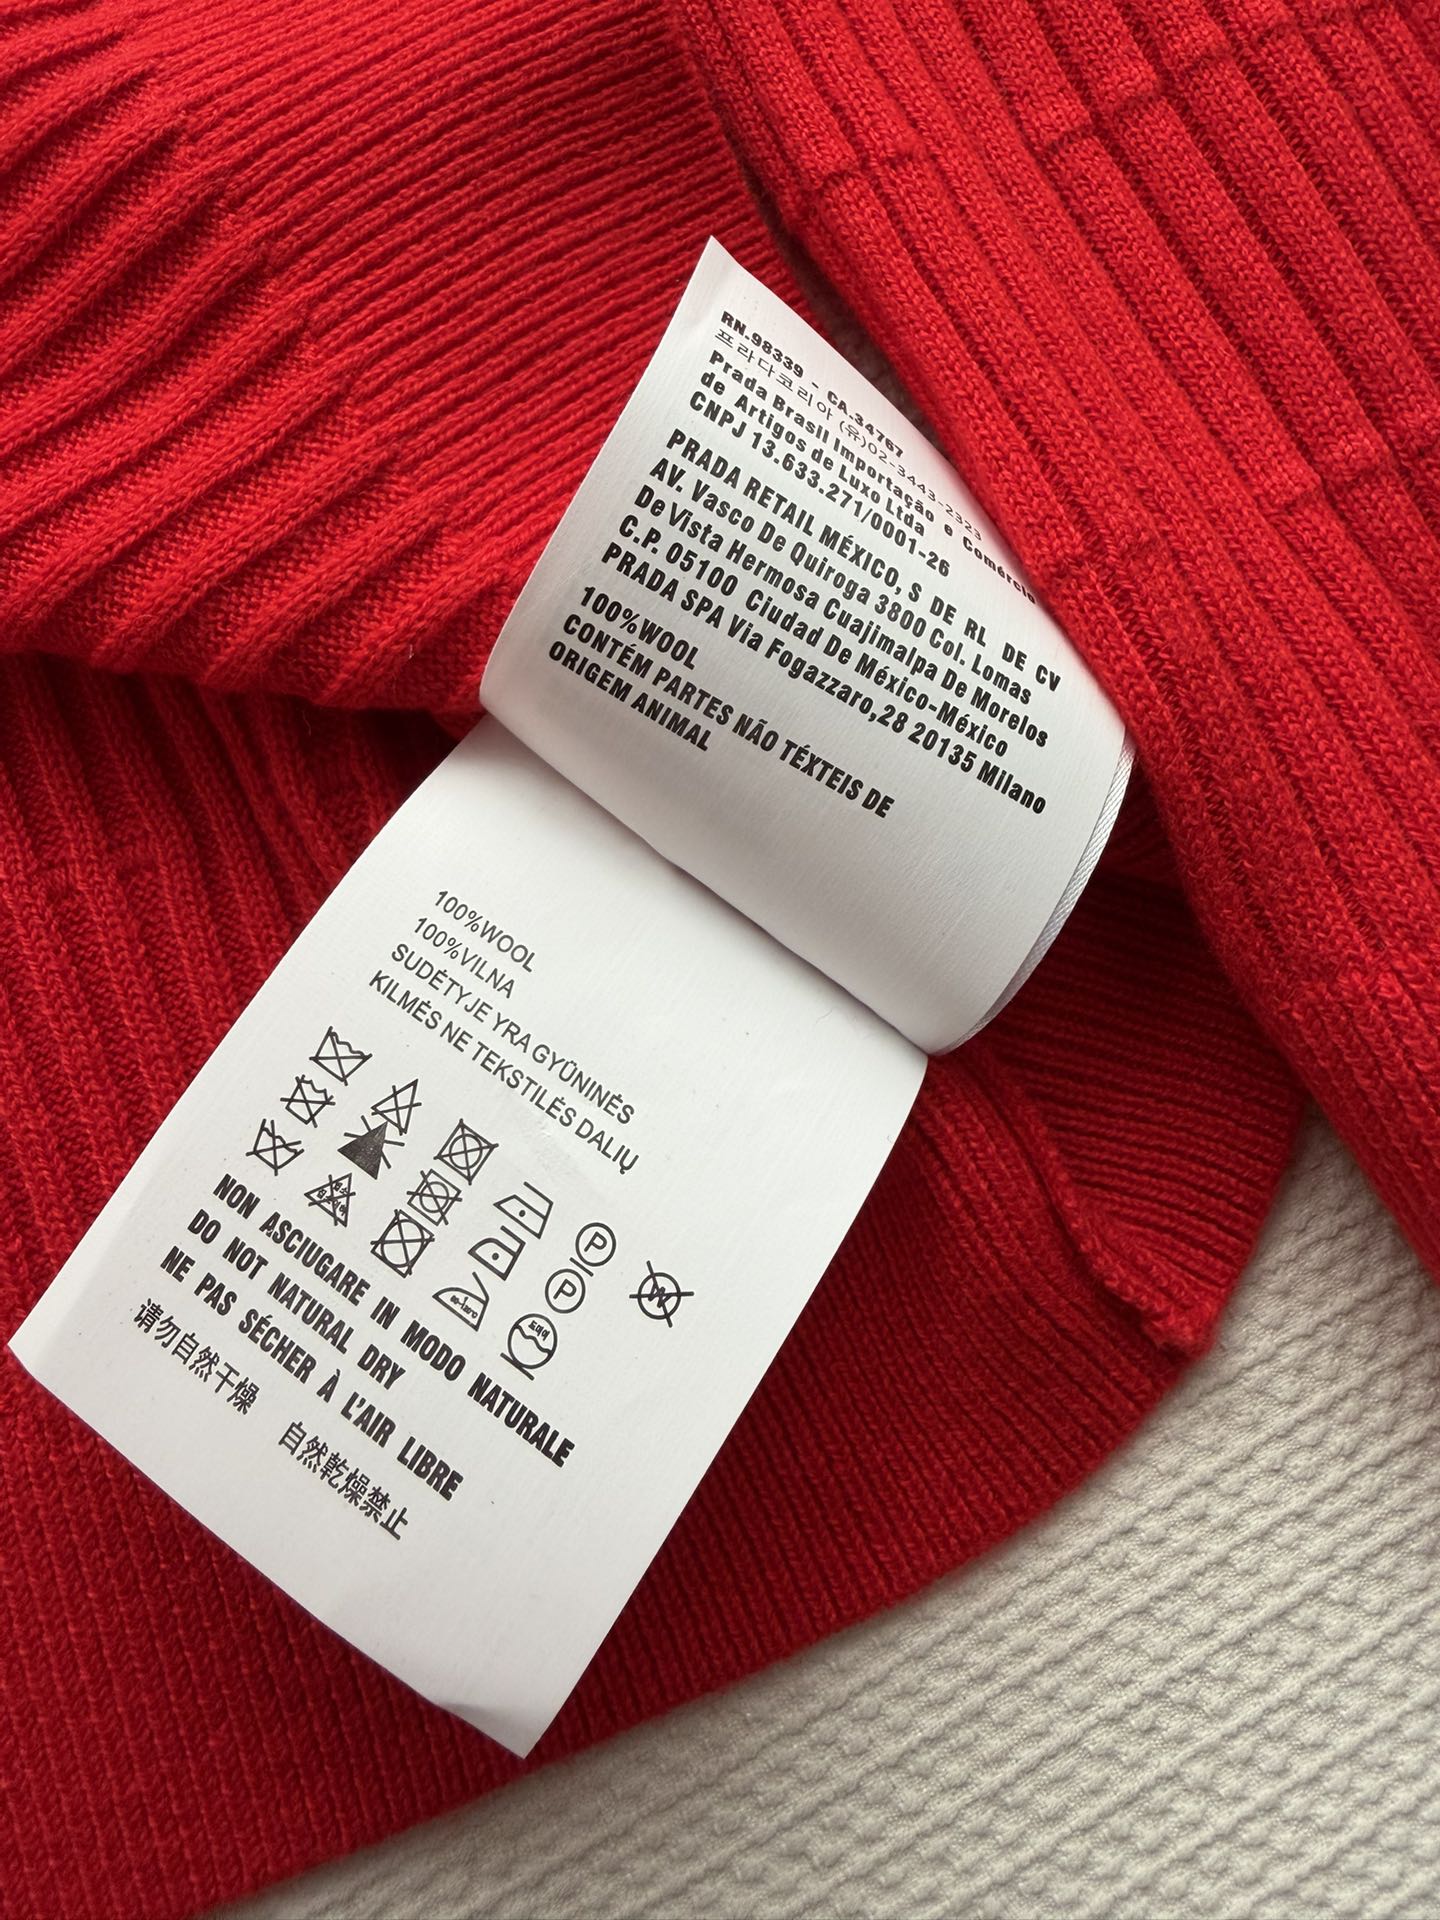 RN.98339 - CA.34767
프라다코리아 (유)02-3443-2323
Prada Brasil Importação e Comércio
de Artigos de Luxo Ltda
CNPJ 13.633.271/0001-26
PRADA RETAIL MÉXICO, S DE RL DE CV
AV. Vasco De Quiroga 3800 Col. Lomas
De Vista Hermosa Cuajimalpa De Morelos
C.P. 05100 Ciudad De México-México
PRADA SPA Via Fogazzaro,28 20135 Milano
100%WOOL
CONTÉM PARTES NÃO TÉXTEIS DE
ORIGEM ANIMAL
100%WOOL
100%VILNA
SUDĖTYJE YRA GYŪNINĖS
KILMĖS NE TEKSTILĖS DALIŲ
P
P
W
드라이
NON ASCIUGARE IN MODO NATURALE
DO NOT NATURAL DRY
NE PAS SÉCHER À L'AIR LIBRE
请勿自然干燥 自然乾燥禁止